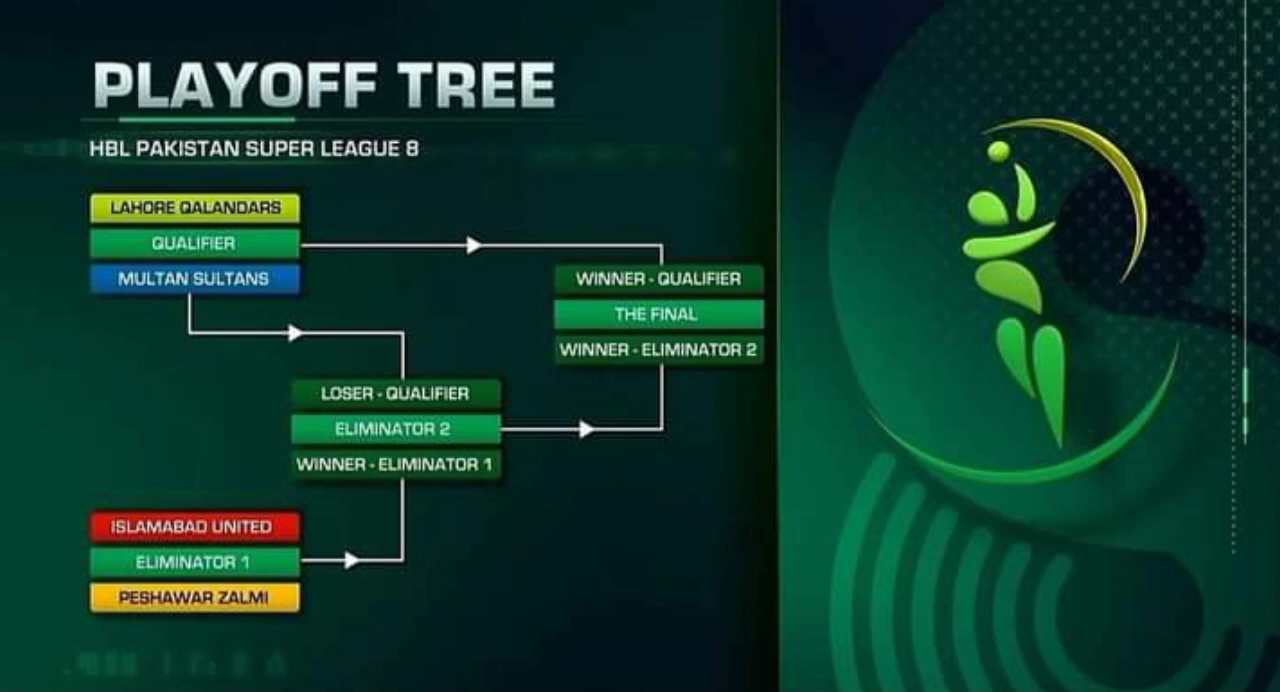 PLAYOFF TREE
HBL PAKISTAN SUPER LEAGUE 8
LAHORE QALANDARS
QUALIFIER
MULTAN SULTANS
WINNER - QUALIFIER
THE FINAL
WINNER - ELIMINATOR 2
LOSER - QUALIFIER
ELIMINATOR 2
WINNER - ELIMINATOR 1
ISLAMABAD UNITED
ELIMINATOR 1
PESHAWAR ZALMI